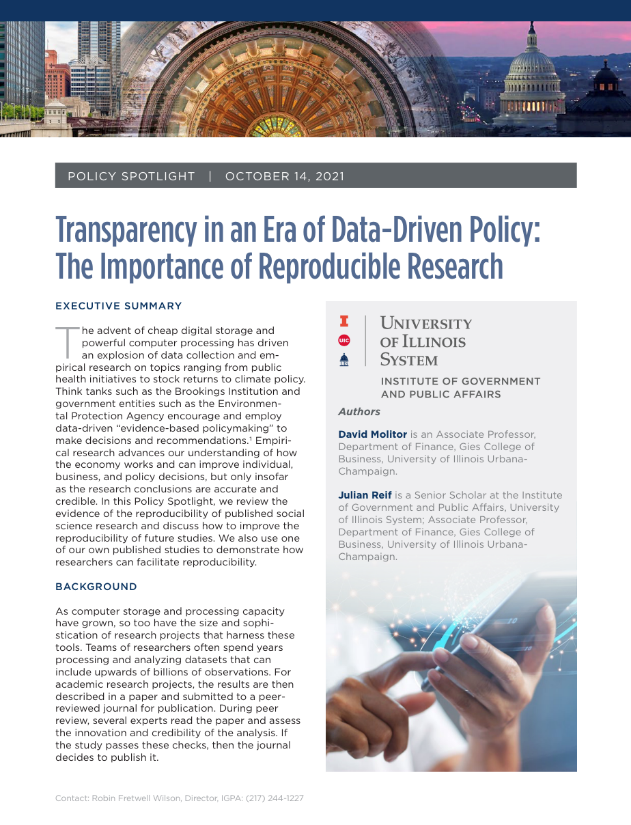 POLICY SPOTLIGHT | OCTOBER 14, 2021
Transparency in an Era of Data-Driven Policy:
The Importance of Reproducible Research
EXECUTIVE SUMMARY
The advent of cheap digital storage and
powerful computer processing has driven
an explosion of data collection and em-
pirical research on topics ranging from public
health initiatives to stock returns to climate policy.
Think tanks such as the Brookings Institution and
government entities such as the Environmen-
tal Protection Agency encourage and employ
data-driven “evidence-based policymaking” to
make decisions and recommendations.¹ Empiri-
cal research advances our understanding of how
the economy works and can improve individual,
business, and policy decisions, but only insofar
as the research conclusions are accurate and
credible. In this Policy Spotlight, we review the
evidence of the reproducibility of published social
science research and discuss how to improve the
reproducibility of future studies. We also use one
of our own published studies to demonstrate how
researchers can facilitate reproducibility.
BACKGROUND
As computer storage and processing capacity
have grown, so too have the size and sophi-
stication of research projects that harness these
tools. Teams of researchers often spend years
processing and analyzing datasets that can
include upwards of billions of observations. For
academic research projects, the results are then
described in a paper and submitted to a peer-
reviewed journal for publication. During peer
review, several experts read the paper and assess
the innovation and credibility of the analysis. If
the study passes these checks, then the journal
decides to publish it.
I
UIC
UNIVERSITY
OF ILLINOIS
SYSTEM
INSTITUTE OF GOVERNMENT
AND PUBLIC AFFAIRS
Authors
David Molitor is an Associate Professor,
Department of Finance, Gies College of
Business, University of Illinois Urbana-
Champaign.
Julian Reif is a Senior Scholar at the Institute
of Government and Public Affairs, University
of Illinois System; Associate Professor,
Department of Finance, Gies College of
Business, University of Illinois Urbana-
Champaign.
Contact: Robin Fretwell Wilson, Director, IGPA: (217) 244-1227